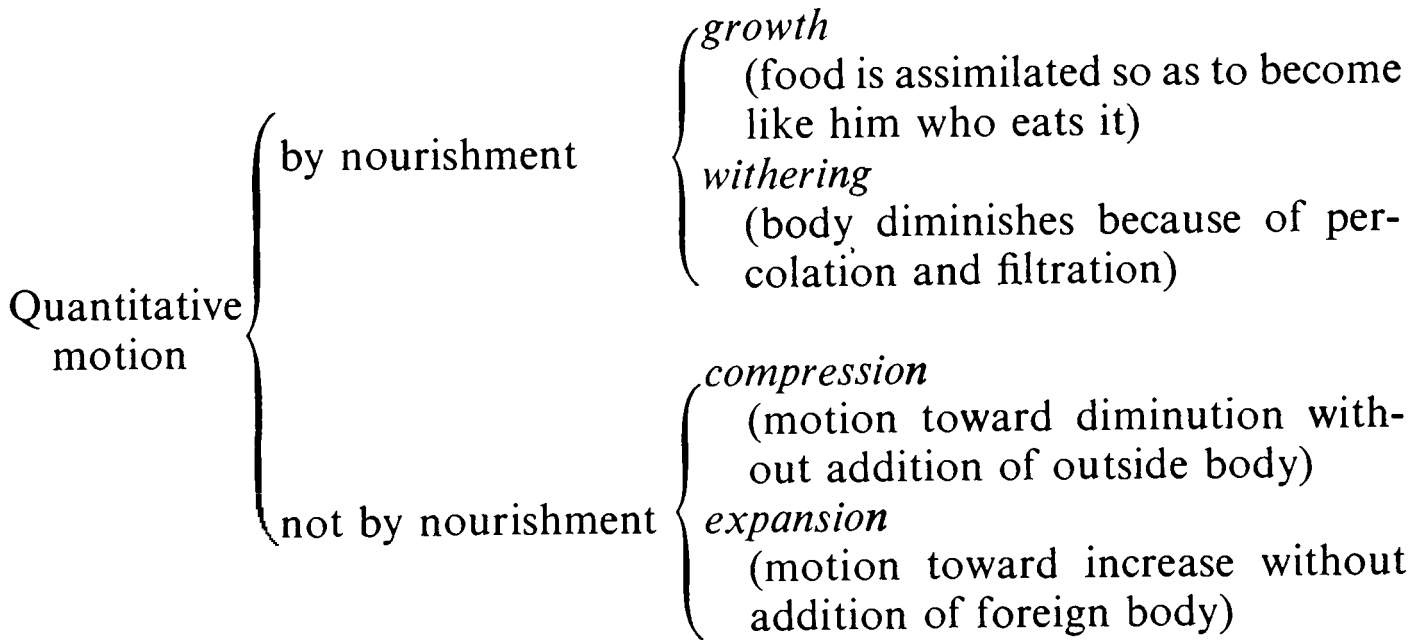 Quantitative
motion
by nourishment
growth
(food is assimilated so as to become
like him who eats it)
withering
(body diminishes because of per-
colation and filtration)
not by nourishment
compression
(motion toward diminution with-
out addition of outside body)
expansion
(motion toward increase without
addition of foreign body)